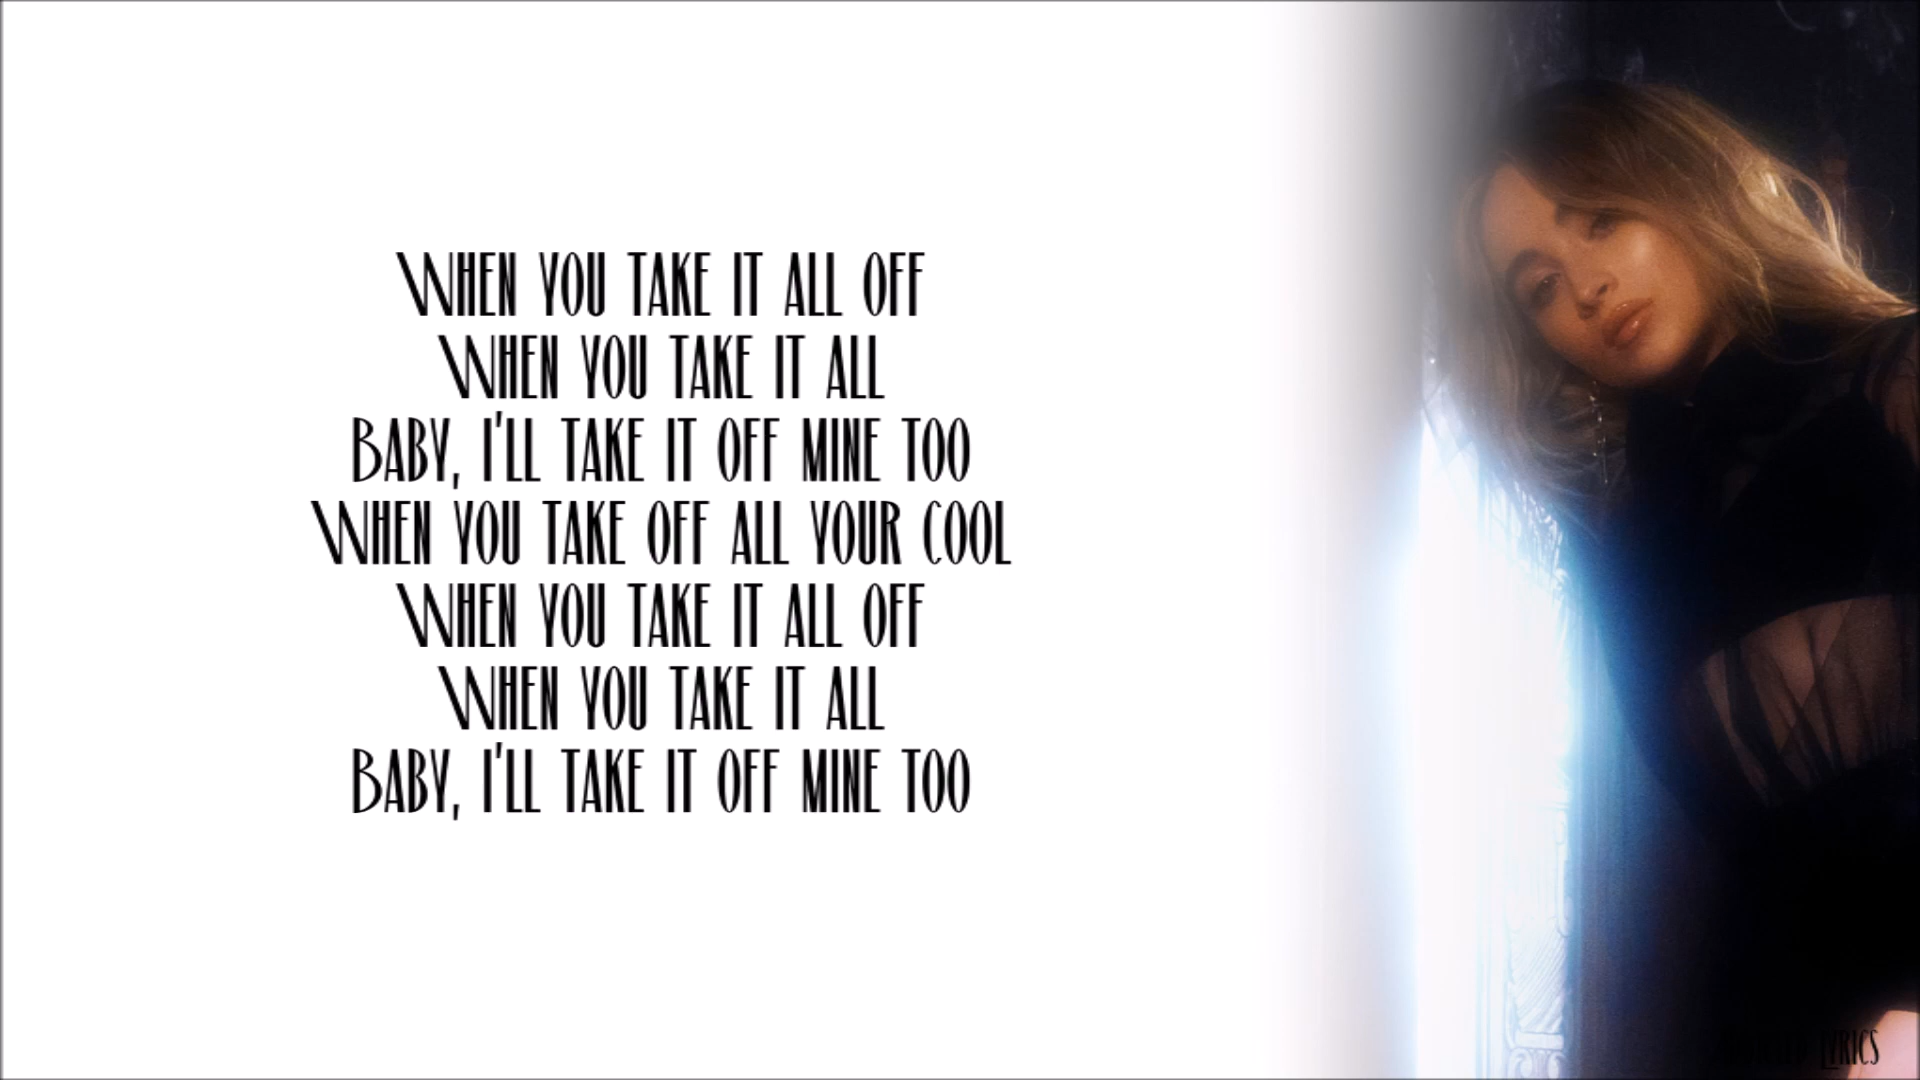 When you take it all off
When you take it all
Baby, I'll take it off mine too
When you take off all your cool
When you take it all off
When you take it all
Baby, I'll take it off mine too
Lyrics